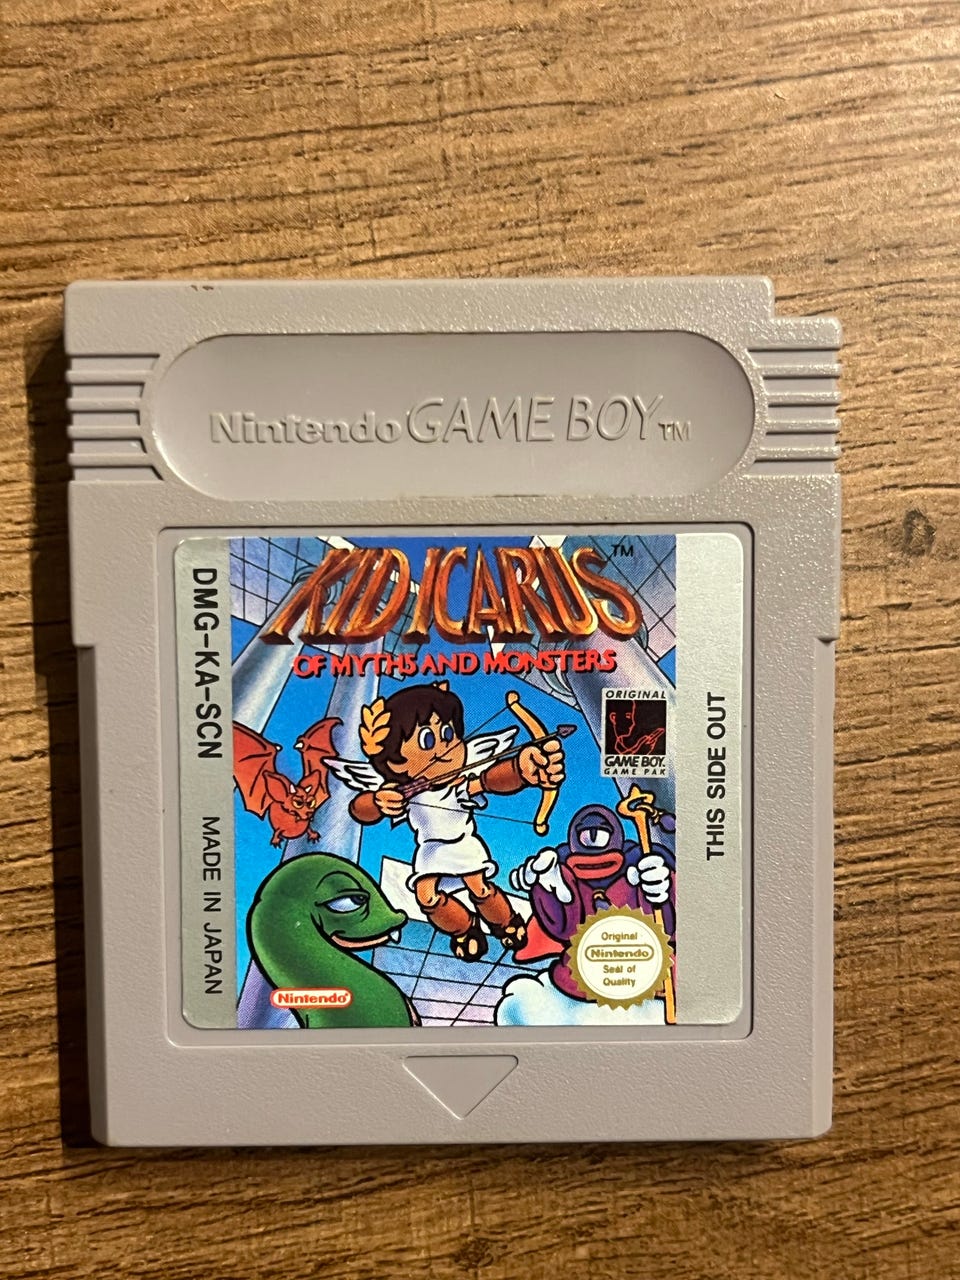 Nintendo GAME BOY TM
KID ICARUS TM
OF MYTHS AND MONSTERS
ORIGINAL
GAME BOY
GAME PAK
DMG-KA-SCN MADE IN JAPAN
THIS SIDE OUT
Nintendo®
Original
Nintendo
Seal of
Quality